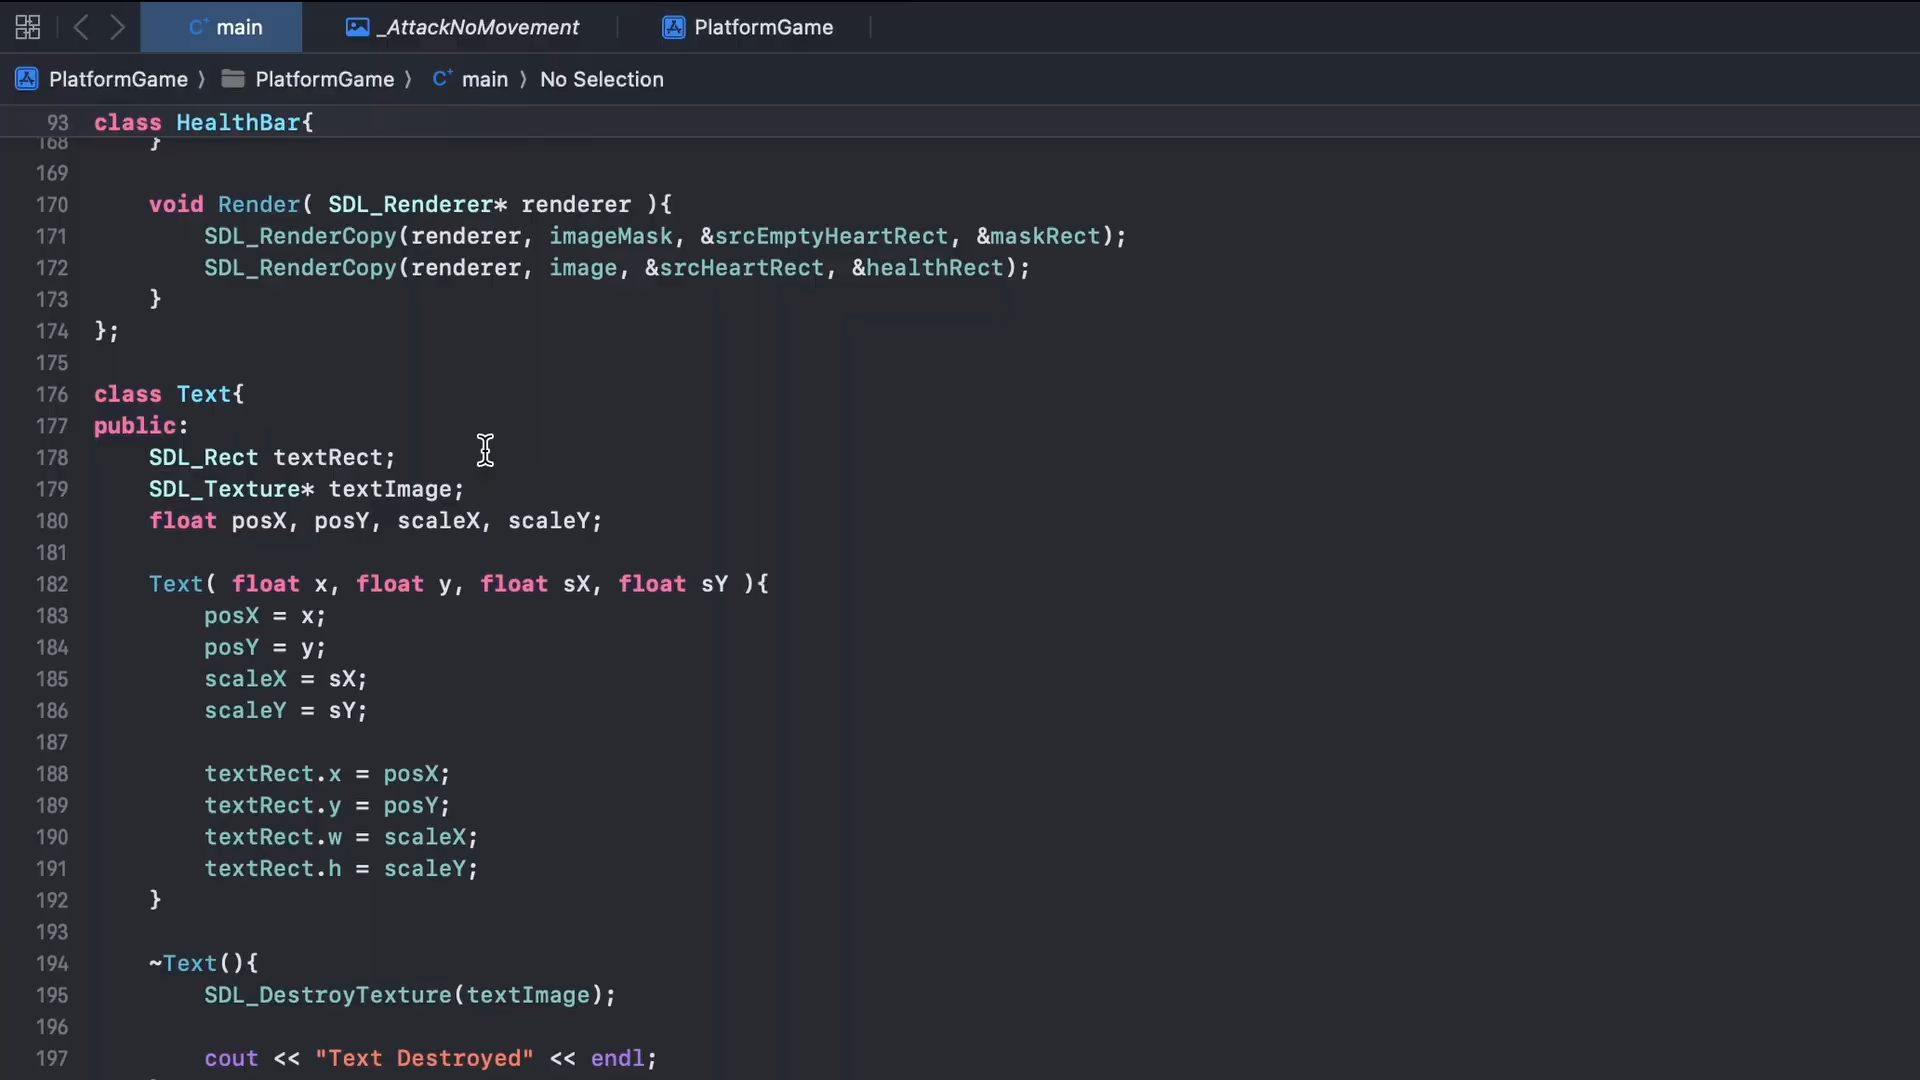 main _AttackNoMovement PlatformGame
PlatformGame 〉 PlatformGame 〉 main 〉 No Selection
93 class HealthBar{
168 }
169
170 void Render( SDL_Renderer* renderer ){
171 SDL_RenderCopy(renderer, imageMask, &srcEmptyHeartRect, &maskRect);
172 SDL_RenderCopy(renderer, image, &srcHeartRect, &healthRect);
173 }
174 };
175
176 class Text{
177 public:
178 SDL_Rect textRect;
179 SDL_Texture* textImage;
180 float posX, posY, scaleX, scaleY;
181
182 Text( float x, float y, float sX, float sY ){
183 posX = x;
184 posY = y;
185 scaleX = sX;
186 scaleY = sY;
187
188 textRect.x = posX;
189 textRect.y = posY;
190 textRect.w = scaleX;
191 textRect.h = scaleY;
192 }
193
194 ~Text(){
195 SDL_DestroyTexture(textImage);
196
197 cout << "Text Destroyed" << endl;